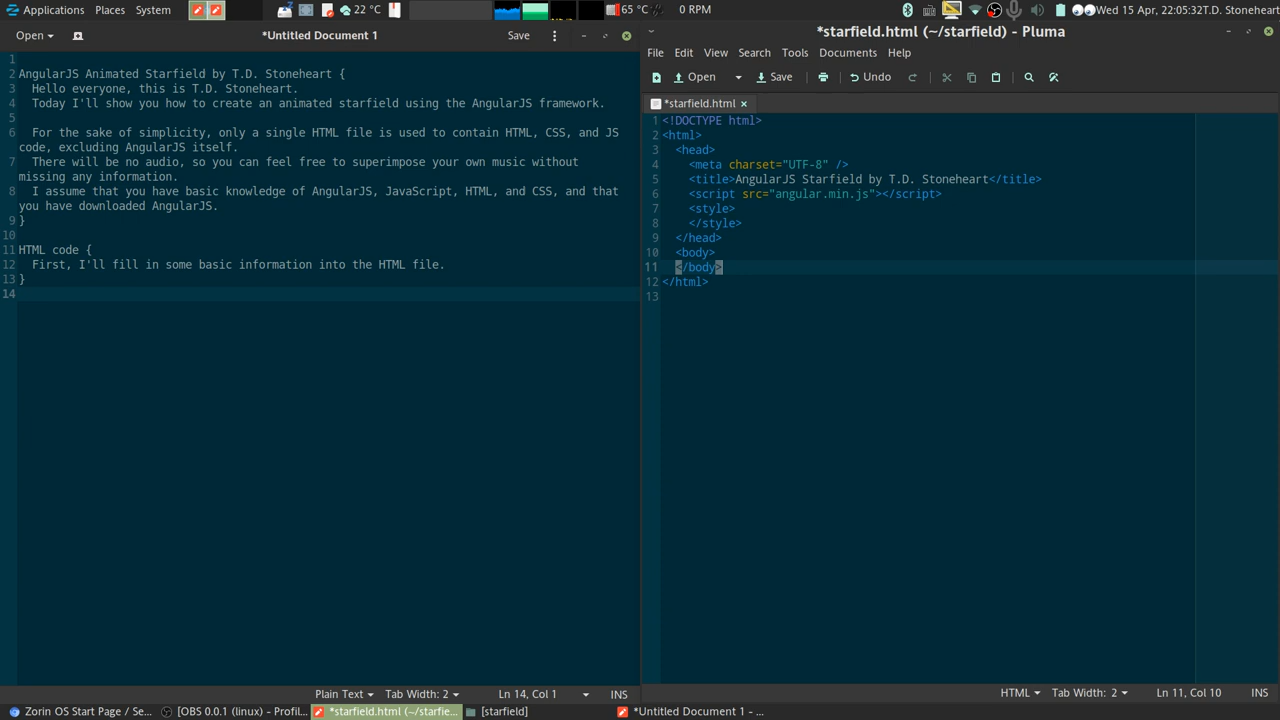 Applications Places System 22 °C 65 °C 0 RPM Wed 15 Apr, 22:05:32 T.D. Stoneheart
Open *Untitled Document 1 Save
1
2 AngularJS Animated Starfield by T.D. Stoneheart {
3 Hello everyone, this is T.D. Stoneheart.
4 Today I'll show you how to create an animated starfield using the AngularJS framework.
5
6 For the sake of simplicity, only a single HTML file is used to contain HTML, CSS, and JS
code, excluding AngularJS itself.
7 There will be no audio, so you can feel free to superimpose your own music without
missing any information.
8 I assume that you have basic knowledge of AngularJS, JavaScript, HTML, and CSS, and that
you have downloaded AngularJS.
9 }
10
11 HTML code {
12 First, I'll fill in some basic information into the HTML file.
13 }
14
Plain Text Tab Width: 2 Ln 14, Col 1 INS
*starfield.html (~/starfield) - Pluma
File Edit View Search Tools Documents Help
Open Save Undo
*starfield.html
1 <!DOCTYPE html>
2 <html>
3 <head>
4 <meta charset="UTF-8" />
5 <title>AngularJS Starfield by T.D. Stoneheart</title>
6 <script src="angular.min.js"></script>
7 <style>
8 </style>
9 </head>
10 <body>
11 </body>
12 </html>
13
HTML Tab Width: 2 Ln 11, Col 10 INS
Zorin OS Start Page / Se... [OBS 0.0.1 (linux) - Profil... *starfield.html (~/starfie... [starfield] *Untitled Document 1 - ...